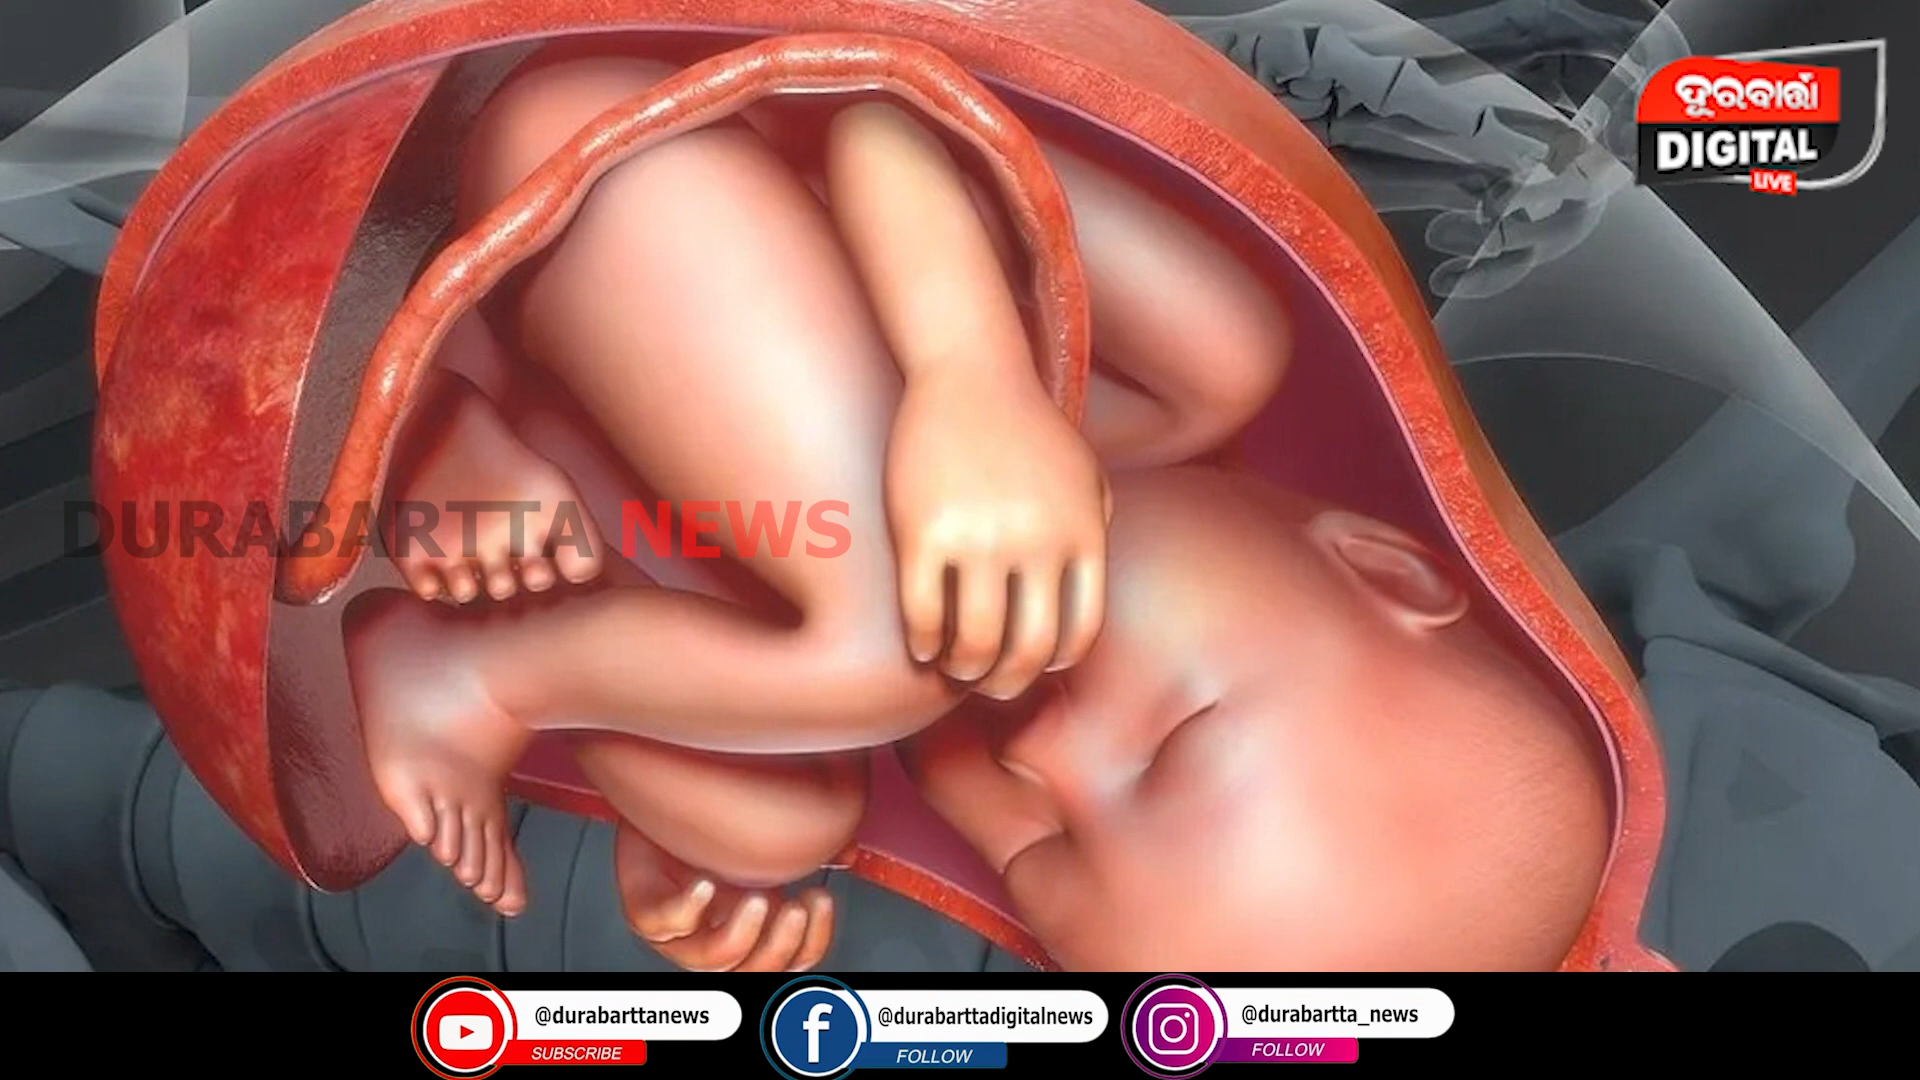 ଦୂରବାର୍ତ୍ତା
DIGITAL
LIVE
DURABARTTA NEWS
@durabarttanews
SUBSCRIBE
@durabarttadigitalnews
FOLLOW
@durabartta_news
FOLLOW